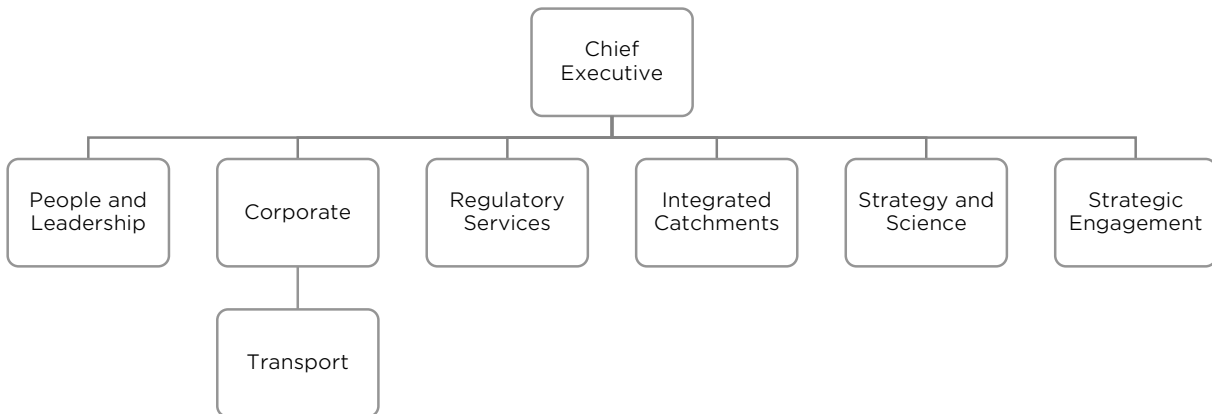 Chief
Executive
People and
Leadership
Corporate
Regulatory
Services
Integrated
Catchments
Strategy and
Science
Strategic
Engagement
Transport